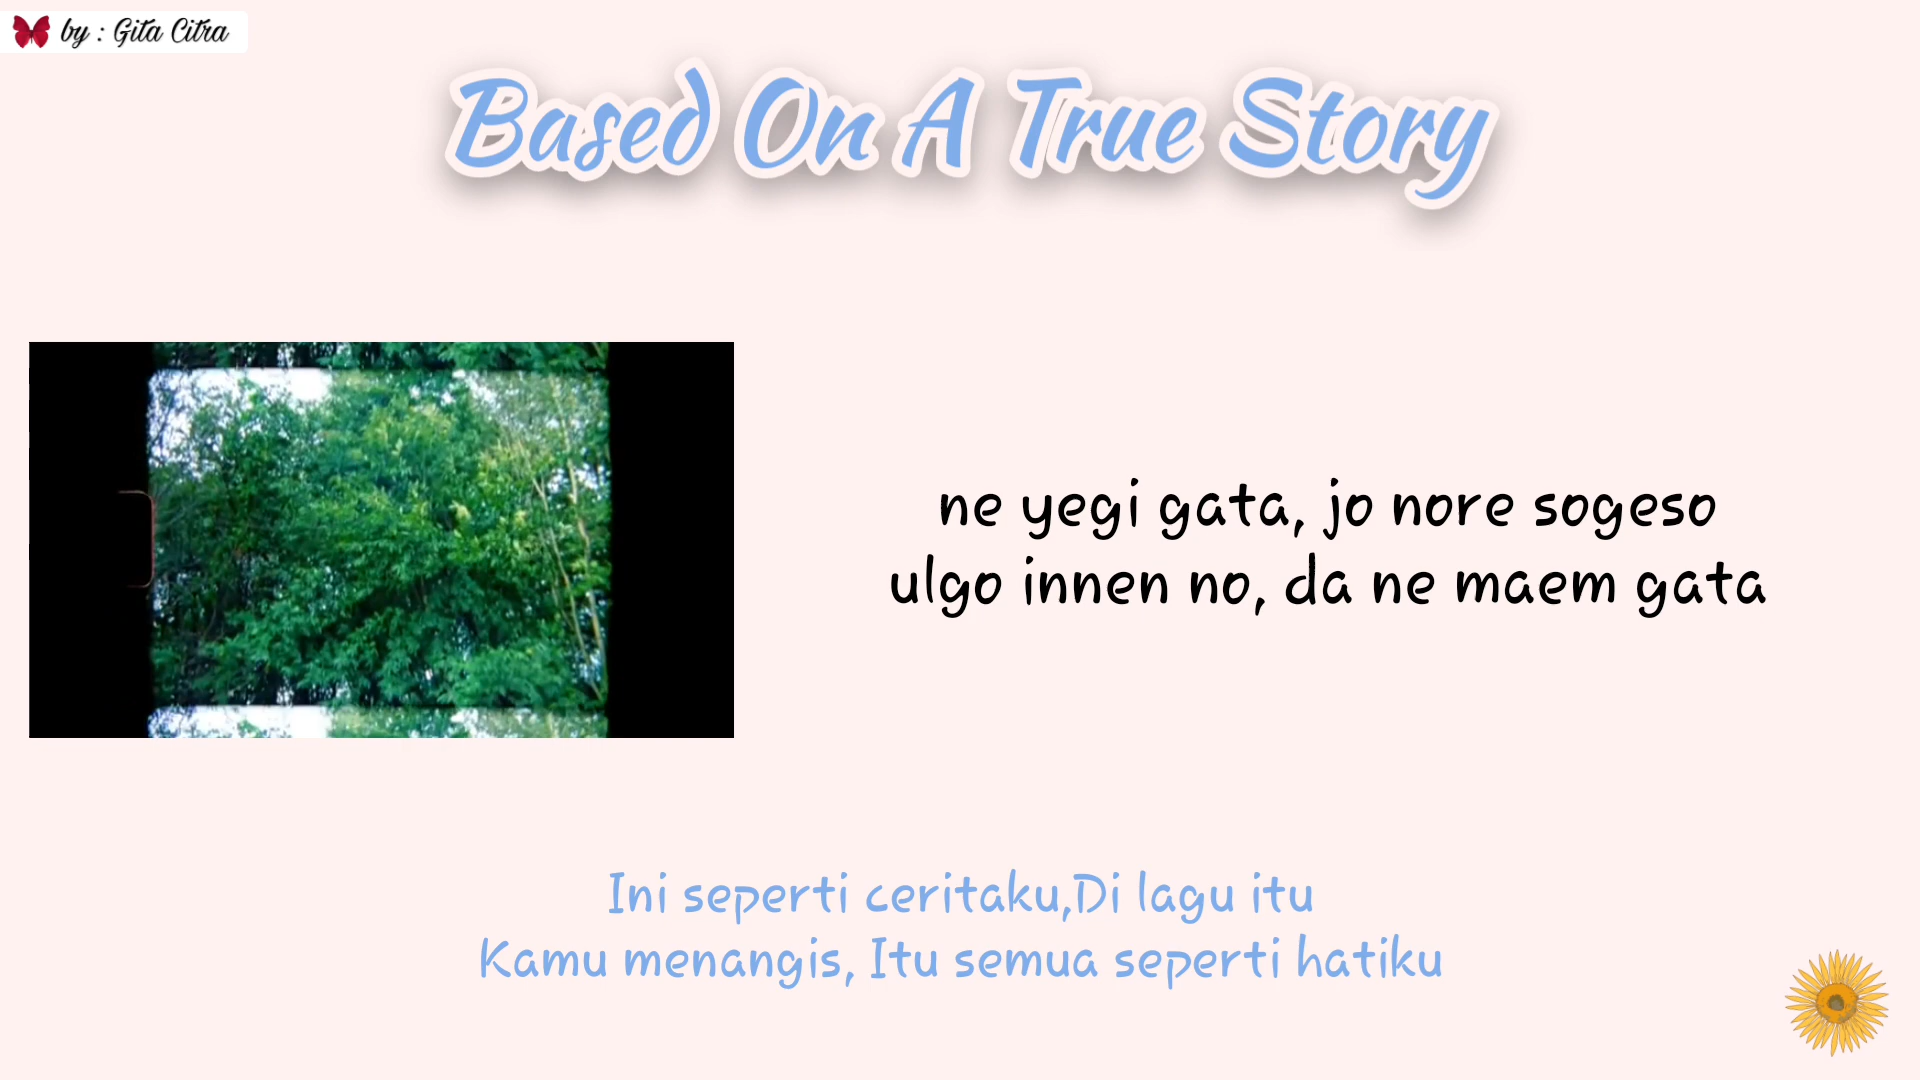 by : Gita Citra
Based On A True Story
ne yegi gata, jo nore sogeso
ulgo innen no, da ne maem gata
Ini seperti ceritaku,Di lagu itu
Kamu menangis, Itu semua seperti hatiku